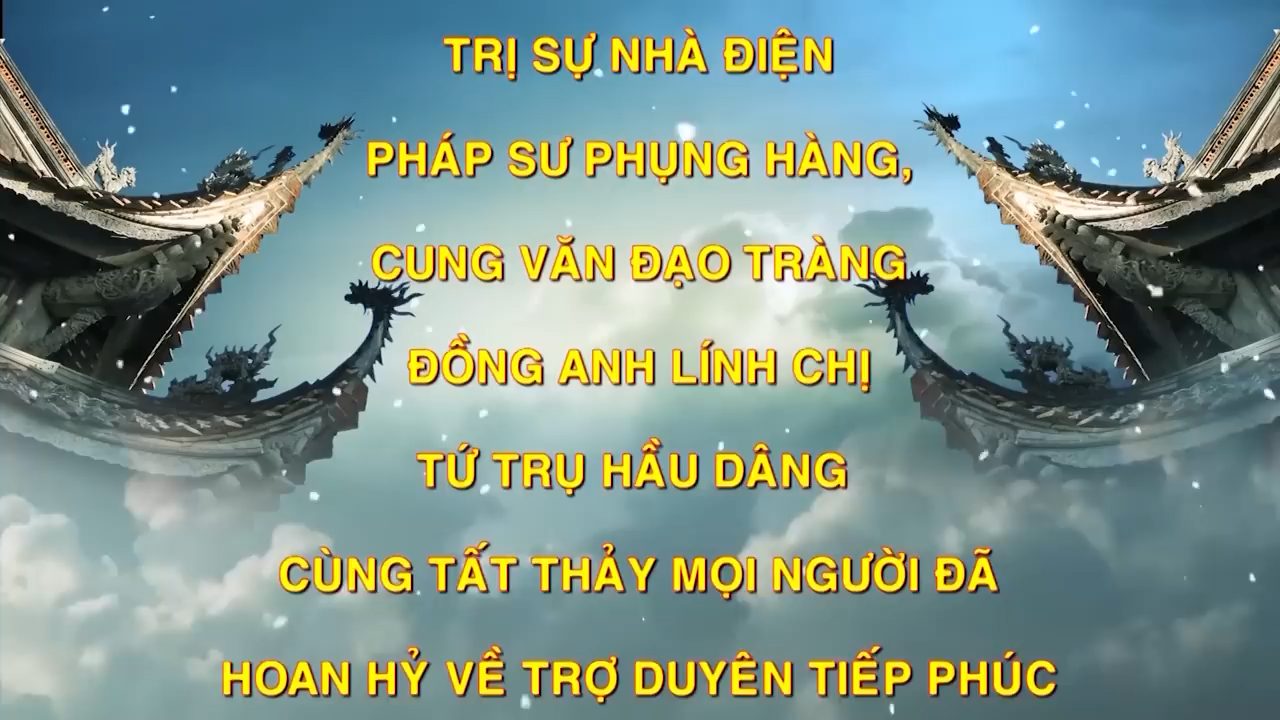 TRỊ SỰ NHÀ ĐIỆN
PHÁP SƯ PHỤNG HÀNG,
CUNG VĂN ĐẠO TRÀNG
ĐỒNG ANH LÍNH CHỊ
TỨ TRỤ HẦU DÂNG
CÙNG TẤT THẢY MỌI NGƯỜI ĐÃ
HOAN HỶ VỀ TRỢ DUYÊN TIẾP PHÚC